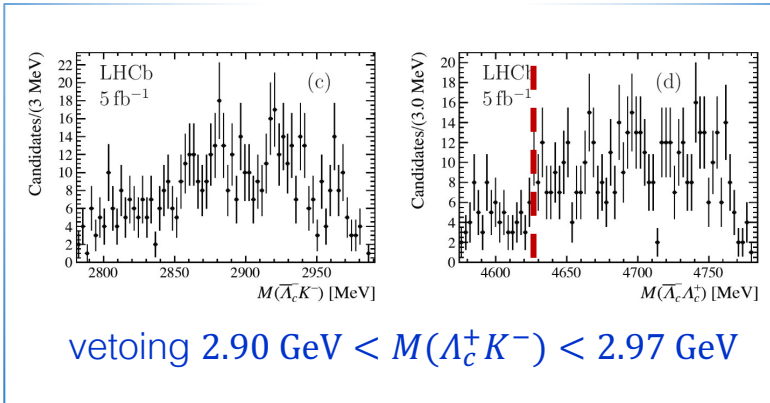 Candidates/(3 MeV)
22
20
18
16
14
12
10
8
6
4
2
0
LHCb
5 fb⁻¹
(c)
2800 2850 2900 2950
M(Λ̅c⁻K⁻) [MeV]
Candidates/(3.0 MeV)
20
18
16
14
12
10
8
6
4
2
0
LHCb
5 fb⁻¹
(d)
4600 4650 4700 4750
M(Λ̅c⁻Λc⁺) [MeV]
vetoing 2.90 GeV < M(Λc⁺K⁻) < 2.97 GeV